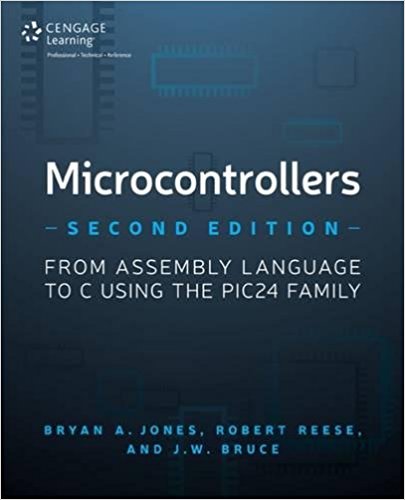 CENGAGE
Learning®
Professional • Technical • Reference
Microcontrollers
– SECOND EDITION –
FROM ASSEMBLY LANGUAGE
TO C USING THE PIC24 FAMILY
BRYAN A. JONES, ROBERT REESE,
AND J.W. BRUCE